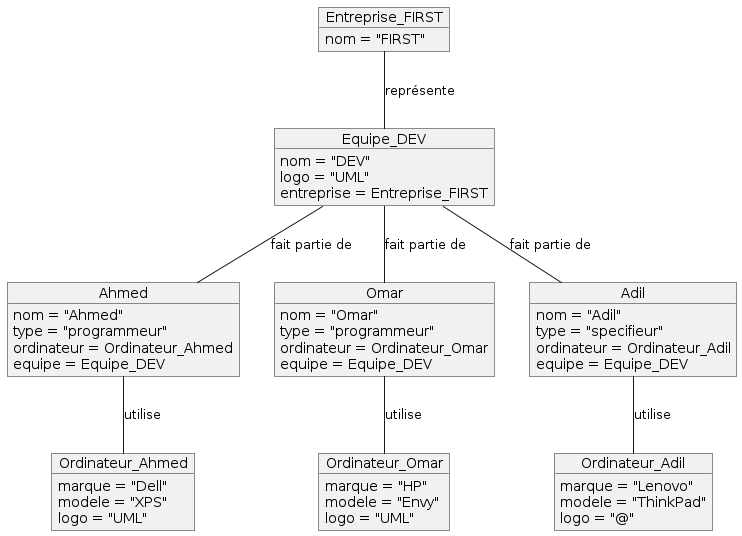 Entreprise_FIRST
nom = "FIRST"
représente
Equipe_DEV
nom = "DEV"
logo = "UML"
entreprise = Entreprise_FIRST
fait partie de
fait partie de
fait partie de
Ahmed
nom = "Ahmed"
type = "programmeur"
ordinateur = Ordinateur_Ahmed
equipe = Equipe_DEV
Omar
nom = "Omar"
type = "programmeur"
ordinateur = Ordinateur_Omar
equipe = Equipe_DEV
Adil
nom = "Adil"
type = "specifieur"
ordinateur = Ordinateur_Adil
equipe = Equipe_DEV
utilise
utilise
utilise
Ordinateur_Ahmed
marque = "Dell"
modele = "XPS"
logo = "UML"
Ordinateur_Omar
marque = "HP"
modele = "Envy"
logo = "UML"
Ordinateur_Adil
marque = "Lenovo"
modele = "ThinkPad"
logo = "@"